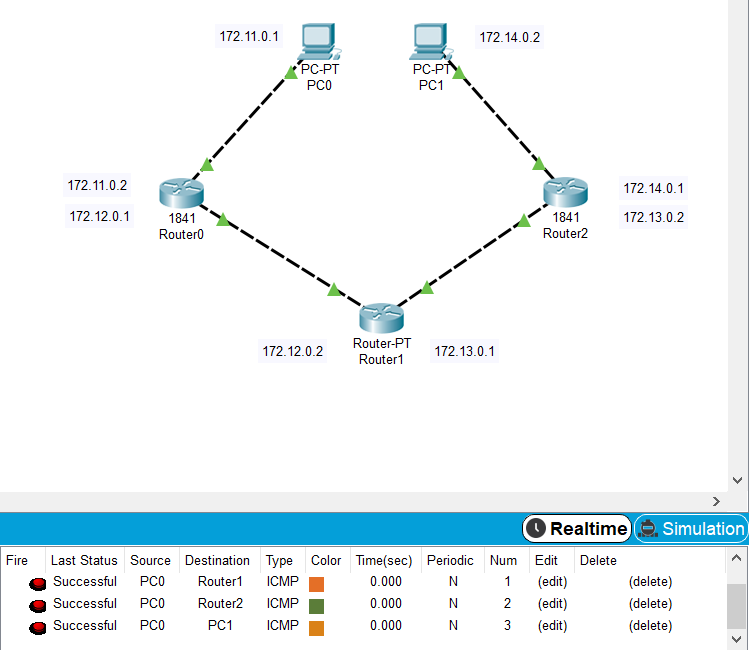 172.11.0.1
172.14.0.2
PC-PT
PC0
PC-PT
PC1
172.11.0.2
172.12.0.1
1841
Router0
1841
Router2
172.14.0.1
172.13.0.2
172.12.0.2
Router-PT
Router1
172.13.0.1
Realtime
Simulation
Fire Last Status Source Destination Type Color Time(sec) Periodic Num Edit Delete
Successful PC0 Router1 ICMP 0.000 N 1 (edit) (delete)
Successful PC0 Router2 ICMP 0.000 N 2 (edit) (delete)
Successful PC0 PC1 ICMP 0.000 N 3 (edit) (delete)